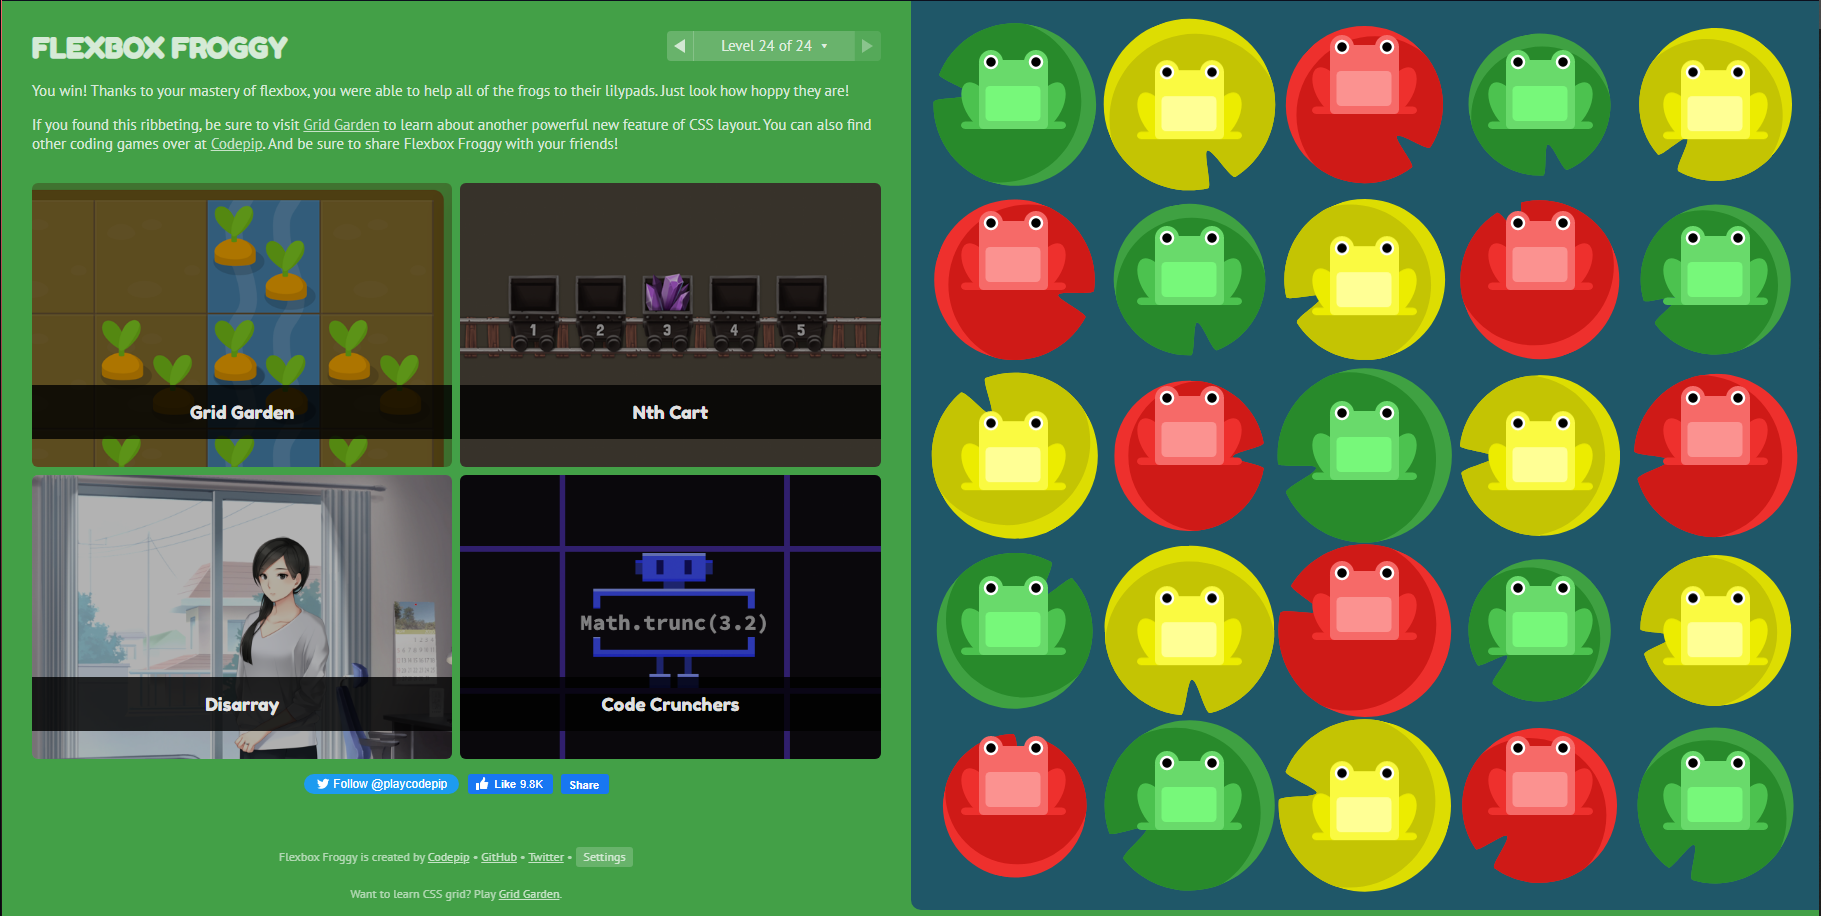 FLEXBOX FROGGY
Level 24 of 24
You win! Thanks to your mastery of flexbox, you were able to help all of the frogs to their lilypads. Just look how hoppy they are!
If you found this ribbeting, be sure to visit Grid Garden to learn about another powerful new feature of CSS layout. You can also find
other coding games over at Codepip. And be sure to share Flexbox Froggy with your friends!
1 2 3 4 5
Grid Garden
Nth Cart
Math.trunc(3.2)
Disarray
Code Crunchers
Follow @playcodepip
Like 9.8K
Share
Flexbox Froggy is created by Codepip • GitHub • Twitter • Settings
Want to learn CSS grid? Play Grid Garden.